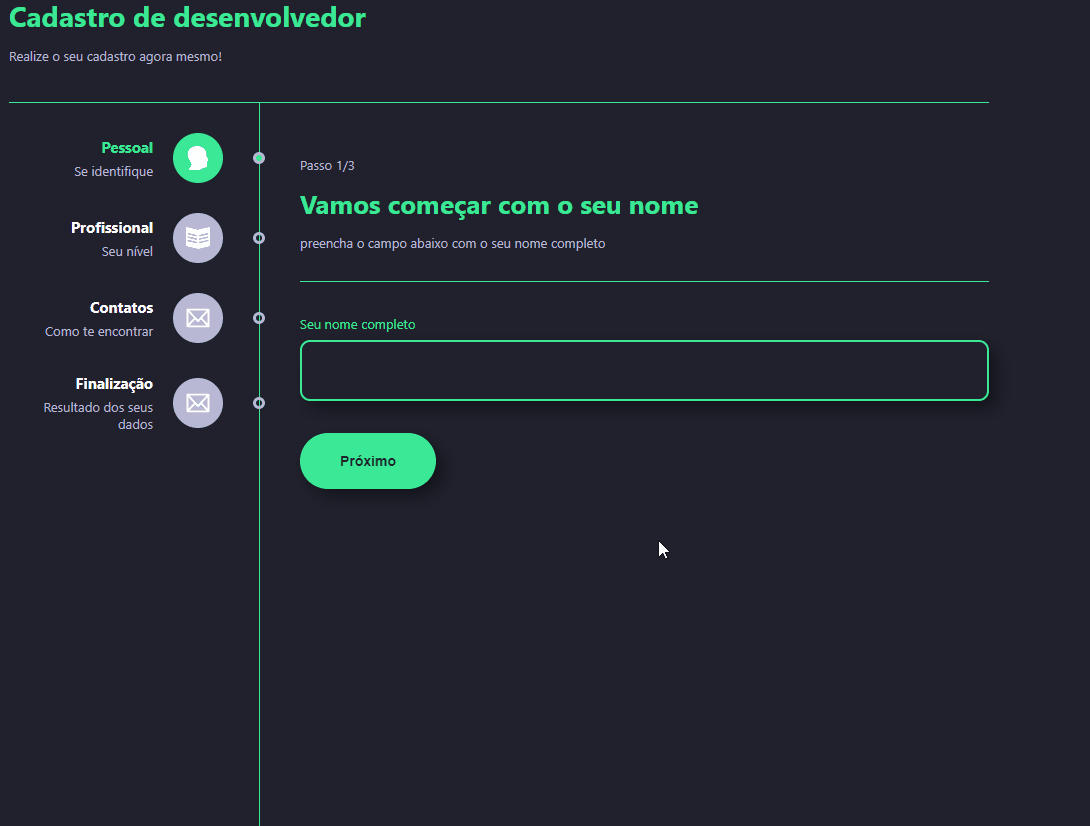 Cadastro de desenvolvedor
Realize o seu cadastro agora mesmo!
Pessoal
Se identifique
Profissional
Seu nível
Contatos
Como te encontrar
Finalização
Resultado dos seus
dados
Passo 1/3
Vamos começar com o seu nome
preencha o campo abaixo com o seu nome completo
Seu nome completo
Próximo